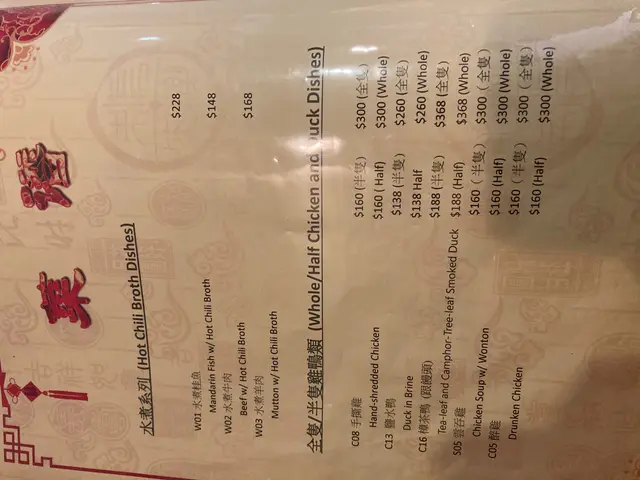 水煮系列 (Hot Chili Broth Dishes)
W01 水煮桂魚 $228
Mandarin Fish w/ Hot Chili Broth
W02 水煮牛肉 $148
Beef w/ Hot Chili Broth
W03 水煮羊肉 $168
Mutton w/ Hot Chili Broth
全隻/半隻雞鴨類 (Whole/Half Chicken and Duck Dishes)
C08 手撕雞 $160 (半隻) $300 (全隻)
Hand-shredded Chicken $160 ( Half) $300 (Whole)
C13 鹽水鴨 $138 (半隻) $260 (全隻)
Duck in Brine $138 Half $260 (Whole)
C16 樟茶鴨 (跟饅頭) $188 (半隻) $368 (全隻)
Tea-leaf and Camphor-Tree-leaf Smoked Duck $188 (Half) $368 (Whole)
S05 雲吞雞 $160 (半隻) $300 (全隻)
Chicken Soup w/ Wonton $160 (Half) $300 (Whole)
C05 醉雞 $160 (半隻) $300 (全隻)
Drunken Chicken $160 (Half) $300 (Whole)